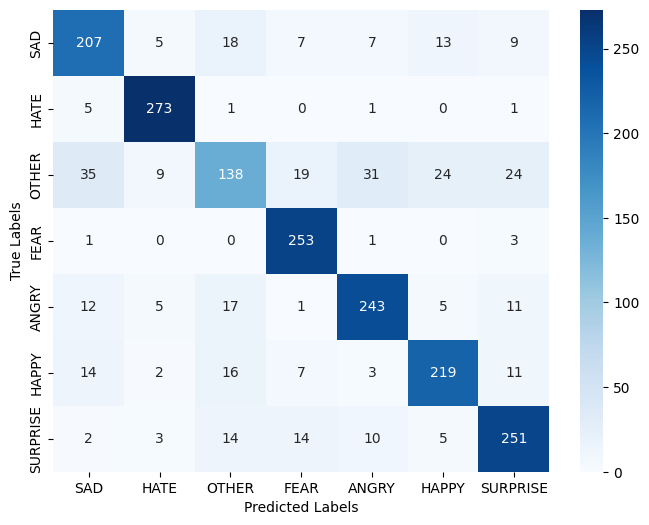 SAD 207 5 18 7 7 13 9
HATE 5 273 1 0 1 0 1
OTHER 35 9 138 19 31 24 24
FEAR 1 0 0 253 1 0 3
ANGRY 12 5 17 1 243 5 11
HAPPY 14 2 16 7 3 219 11
SURPRISE 2 3 14 14 10 5 251
SAD HATE OTHER FEAR ANGRY HAPPY SURPRISE
Predicted Labels
True Labels
250
200
150
100
50
0